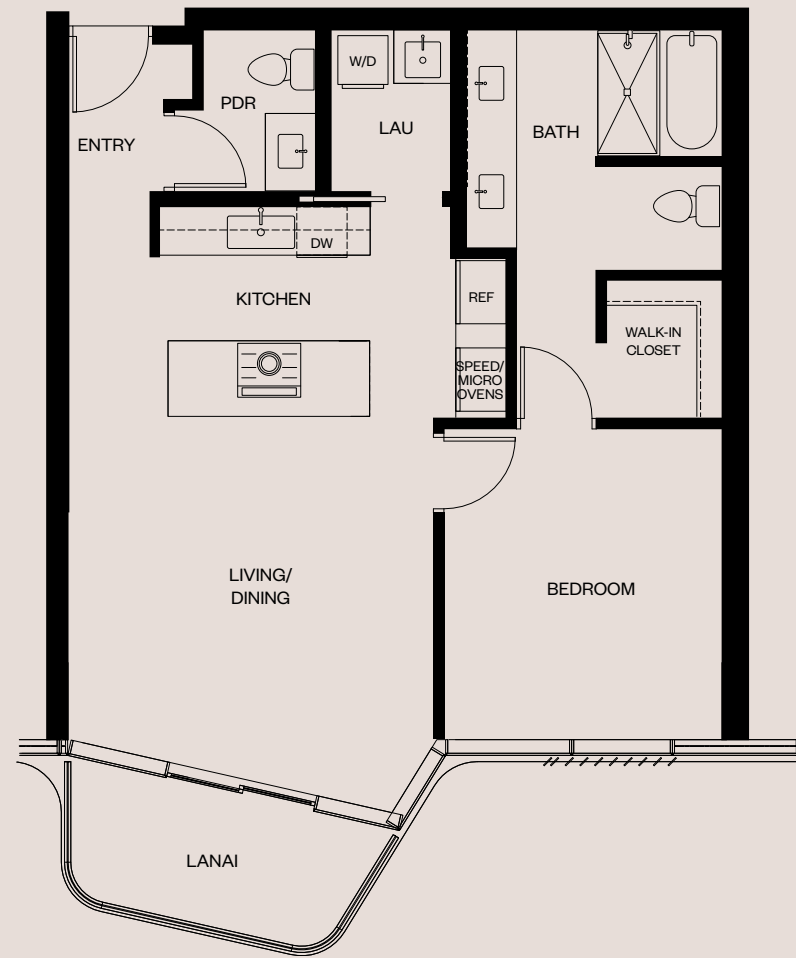 W/D
PDR
LAU
BATH
ENTRY
DW
KITCHEN
REF
WALK-IN
CLOSET
SPEED/
MICRO
OVENS
LIVING/
DINING
BEDROOM
LANAI